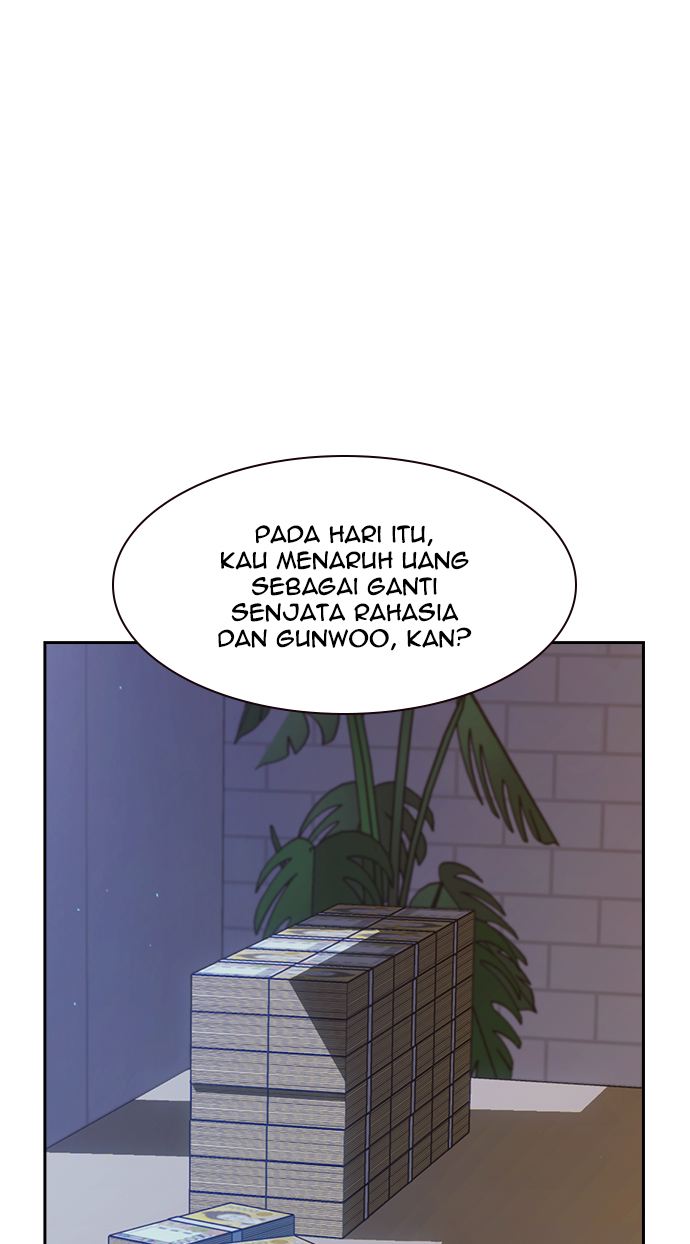 PADA HARI ITU,
KAU MENARUH UANG
SEBAGAI GANTI
SENJATA RAHASIA
DAN GUNWOO, KAN?